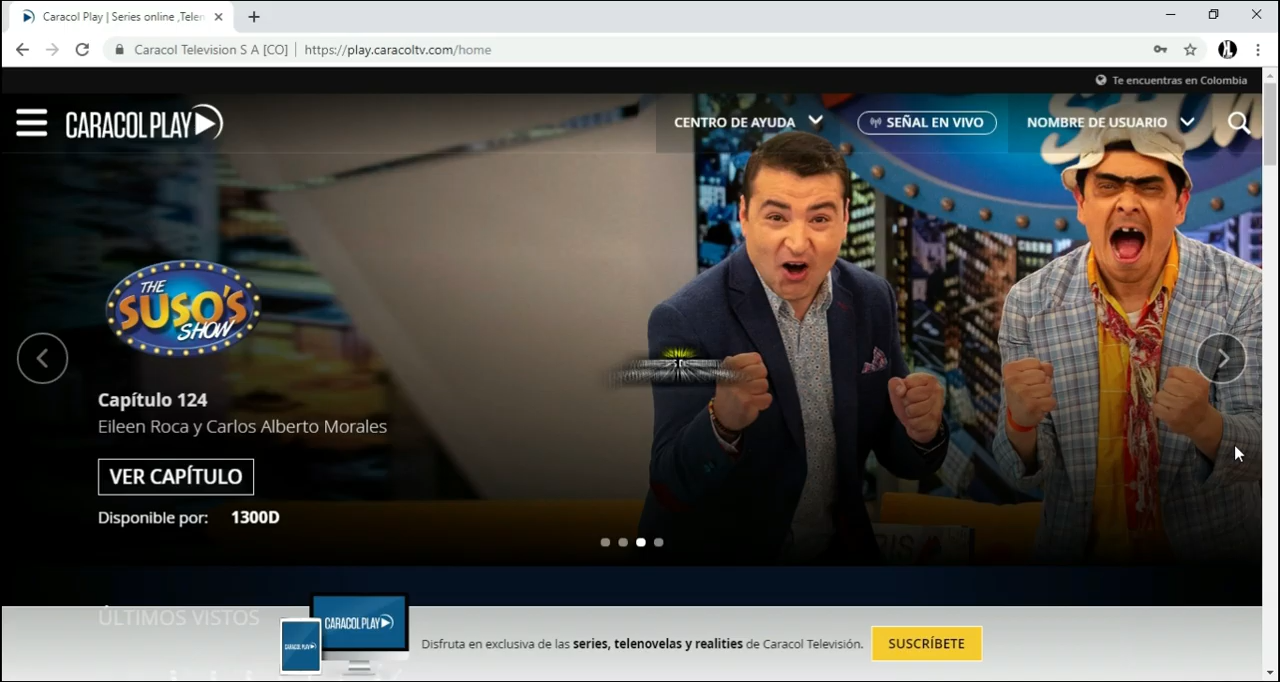 Caracol Play | Series online ,Telen
Caracol Television S A [CO] | https://play.caracoltv.com/home
Te encuentras en Colombia
CARACOL PLAY
CENTRO DE AYUDA
SEÑAL EN VIVO
NOMBRE DE USUARIO
THE
SUSO'S
SHOW
Capítulo 124
Eileen Roca y Carlos Alberto Morales
VER CAPÍTULO
Disponible por: 1300D
ÚLTIMOS VISTOS
CARACOL PLAY
CARACOL PLAY
Disfruta en exclusiva de las series, telenovelas y realities de Caracol Televisión.
SUSCRÍBETE